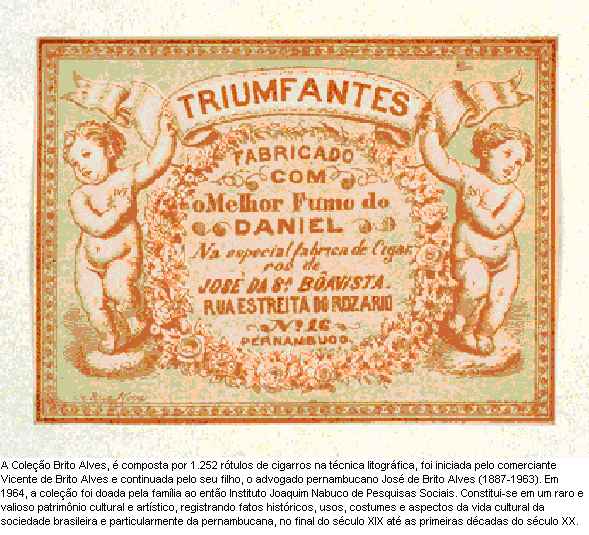 TRIUMFANTES
FABRICADO
COM
o Melhor Fumo do
DANIEL
Na especial fabrica de Cigar
ros de
JOSÉ DA Sª BÔAVISTA.
RUA ESTREITA DO ROZARIO
Nº 16
PERNAMBUCO.
A Coleção Brito Alves, é composta por 1.252 rótulos de cigarros na técnica litográfica, foi iniciada pelo comerciante
Vicente de Brito Alves e continuada pelo seu filho, o advogado pernambucano José de Brito Alves (1887-1963). Em
1964, a coleção foi doada pela família ao então Instituto Joaquim Nabuco de Pesquisas Sociais. Constitui-se em um raro e
valioso patrimônio cultural e artístico, registrando fatos históricos, usos, costumes e aspectos da vida cultural da
sociedade brasileira e particularmente da pernambucana, no final do século XIX até as primeiras décadas do século XX.